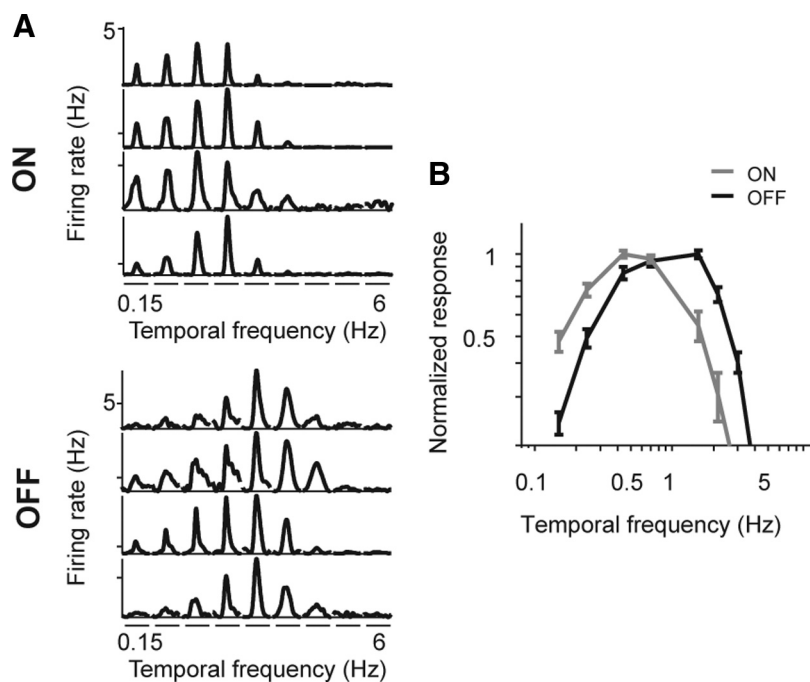 A
5
ON
Firing rate (Hz)
0.15 6
Temporal frequency (Hz)
5
OFF
Firing rate (Hz)
0.15 6
Temporal frequency (Hz)
B
ON
OFF
Normalized response
1
0.5
0.1 0.5 1 5
Temporal frequency (Hz)